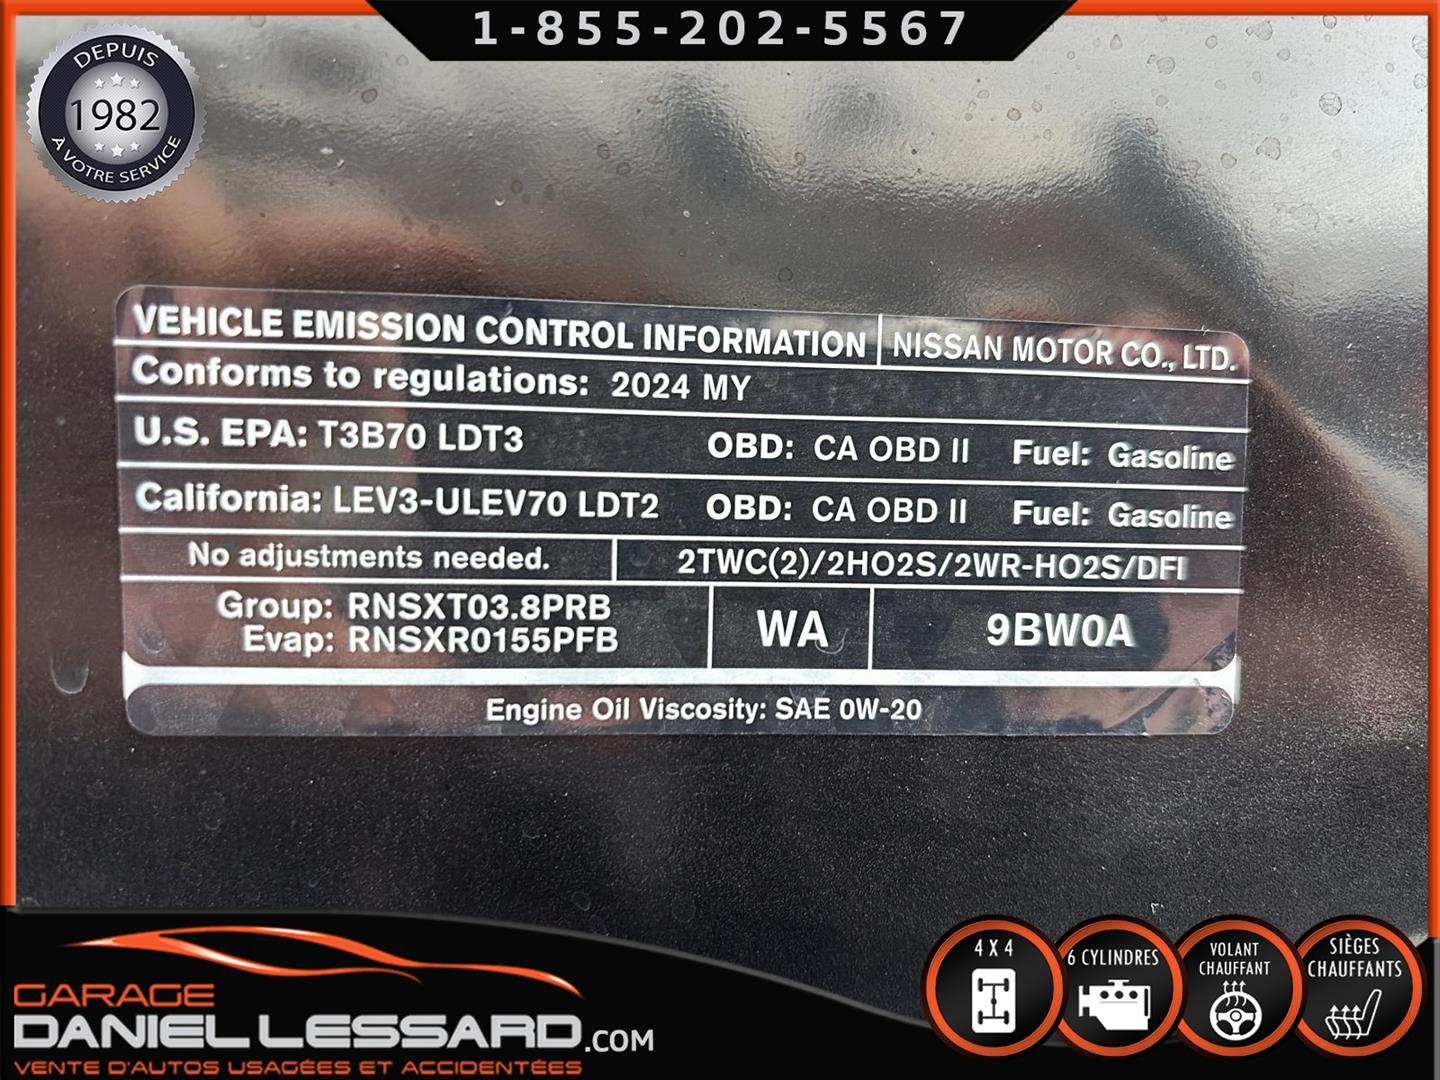 1-855-202-5567
DEPUIS
1982
À VOTRE SERVICE
VEHICLE EMISSION CONTROL INFORMATION NISSAN MOTOR CO., LTD.
Conforms to regulations: 2024 MY
U.S. EPA: T3B70 LDT3 OBD: CA OBD II Fuel: Gasoline
California: LEV3-ULEV70 LDT2 OBD: CA OBD II Fuel: Gasoline
No adjustments needed. 2TWC(2)/2HO2S/2WR-HO2S/DFI
Group: RNSXT03.8PRB
Evap: RNSXR0155PFB
WA
9BW0A
Engine Oil Viscosity: SAE 0W-20
GARAGE
DANIEL LESSARD.COM
VENTE D'AUTOS USAGÉES ET ACCIDENTÉES
4 X 4
6 CYLINDRES
VOLANT
CHAUFFANT
SIÈGES
CHAUFFANTS